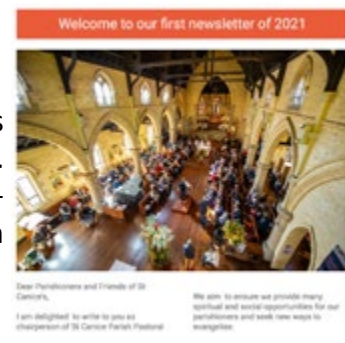 Welcome to our first newsletter of 2021
s
.
n
Dear Parishioners and Friends of St
Canice's,
I am delighted to write to you as
chairperson of St Canice Parish Pastoral
We aim to ensure we provide many
spiritual and social opportunities for our
parishioners and seek new ways to
evangelise.